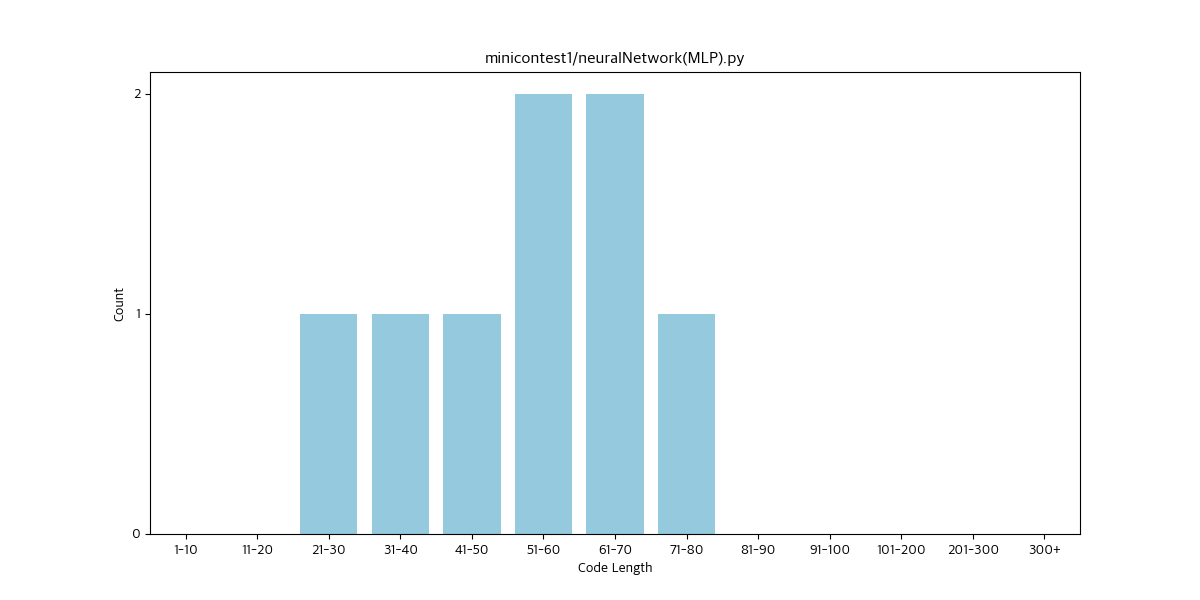 minicontest1/neuralNetwork(MLP).py
2
1
0
Count
1-10 11-20 21-30 31-40 41-50 51-60 61-70 71-80 81-90 91-100 101-200 201-300 300+
Code Length